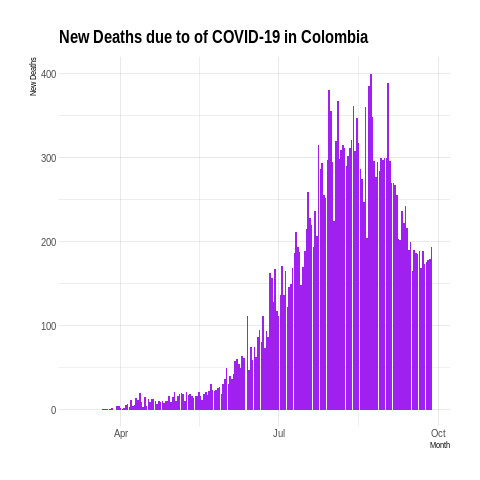 New Deaths due to of COVID-19 in Colombia
New Deaths
400
300
200
100
0
Apr
Jul
Oct
Month